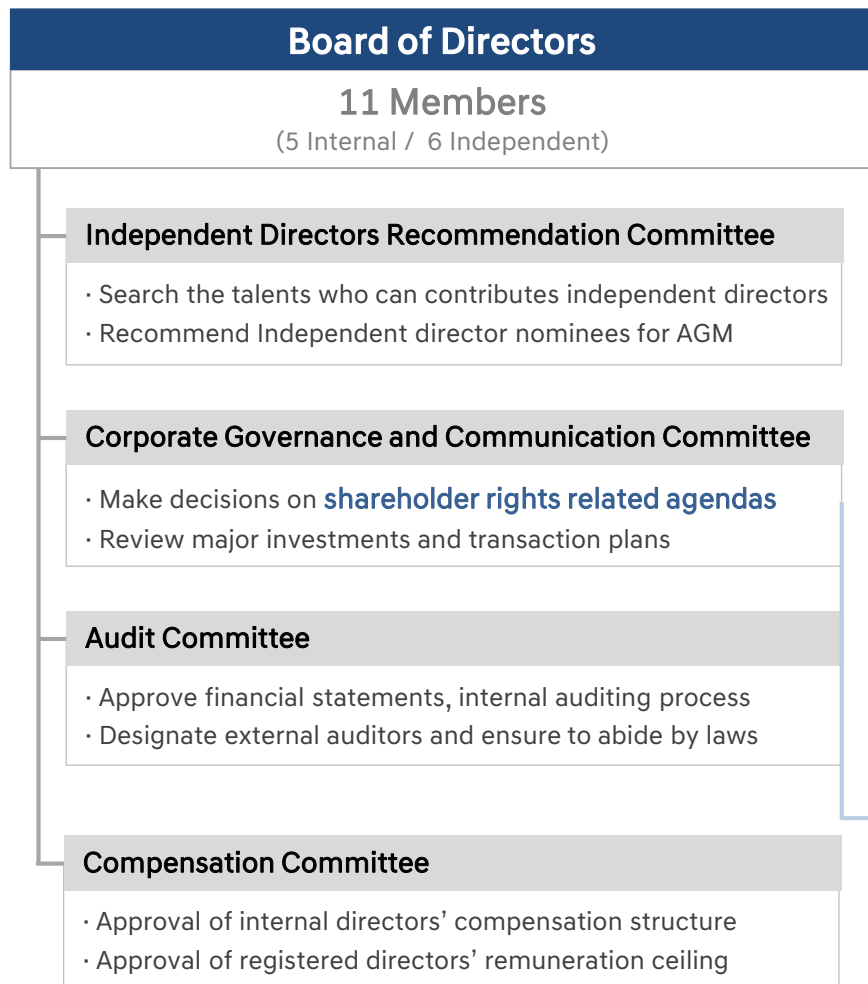 Board of Directors
11 Members
(5 Internal / 6 Independent)
Independent Directors Recommendation Committee
· Search the talents who can contributes independent directors
· Recommend Independent director nominees for AGM
Corporate Governance and Communication Committee
· Make decisions on shareholder rights related agendas
· Review major investments and transaction plans
Audit Committee
· Approve financial statements, internal auditing process
· Designate external auditors and ensure to abide by laws
Compensation Committee
· Approval of internal directors’ compensation structure
· Approval of registered directors’ remuneration ceiling